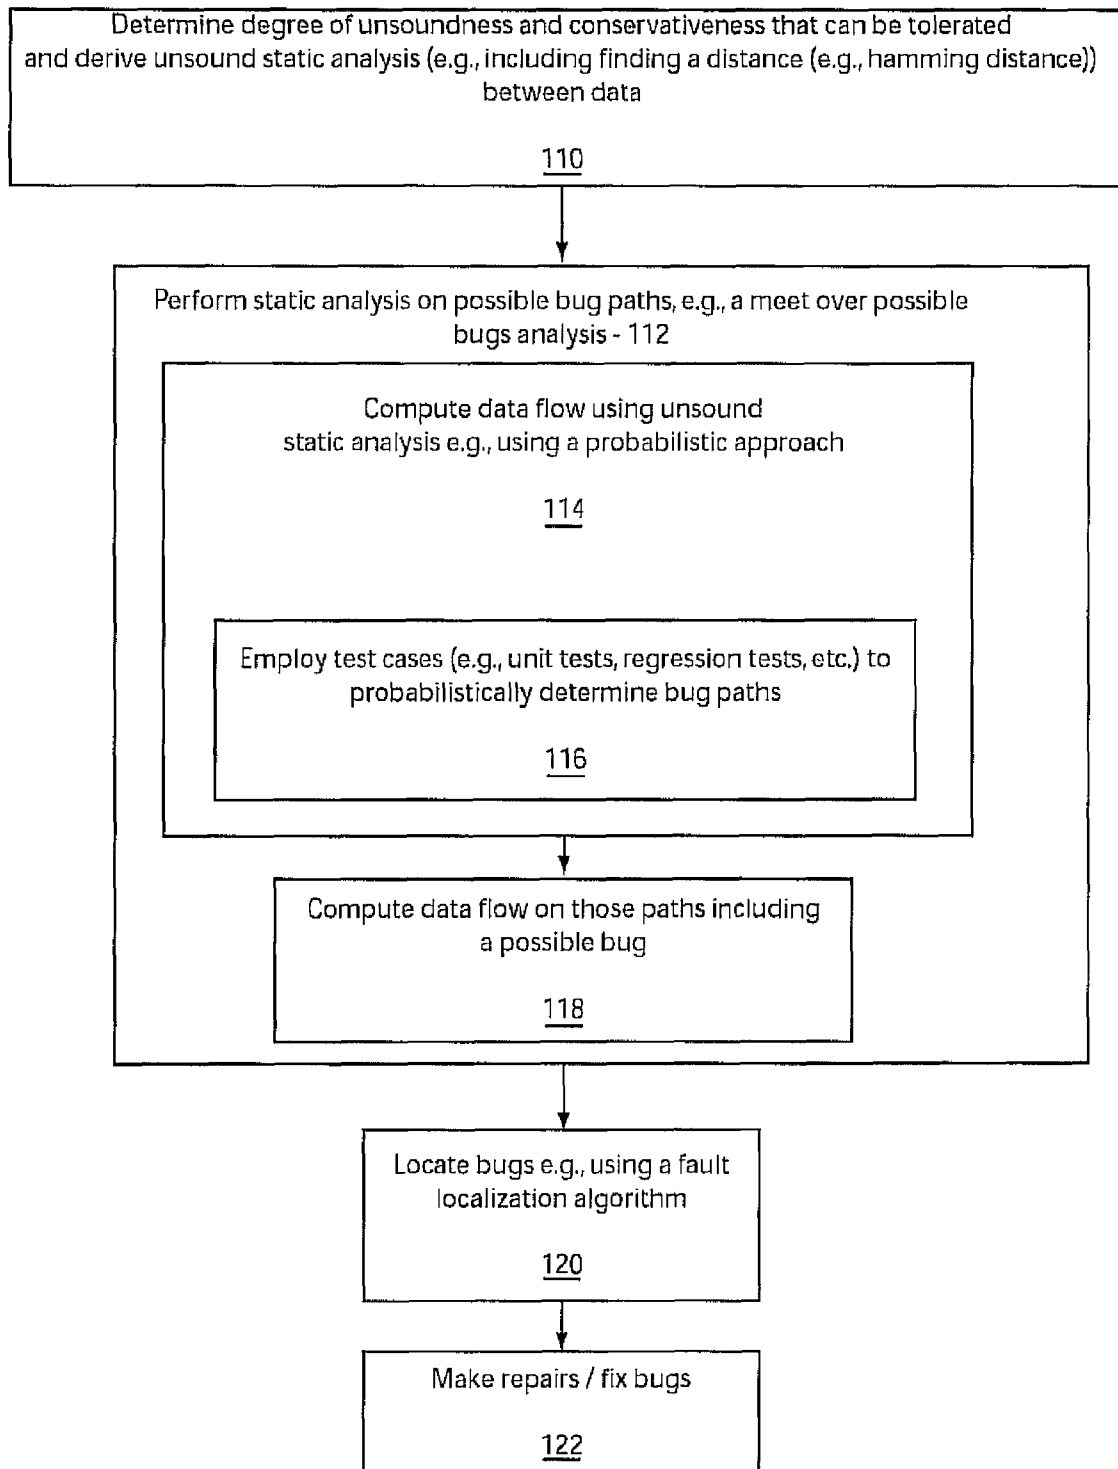 Determine degree of unsoundness and conservativeness that can be tolerated
and derive unsound static analysis (e.g., including finding a distance (e.g., hamming distance))
between data
110
Perform static analysis on possible bug paths, e.g., a meet over possible
bugs analysis - 112
Compute data flow using unsound
static analysis e.g., using a probabilistic approach
114
Employ test cases (e.g., unit tests, regression tests, etc.) to
probabilistically determine bug paths
116
Compute data flow on those paths including
a possible bug
118
Locate bugs e.g., using a fault
localization algorithm
120
Make repairs / fix bugs
122